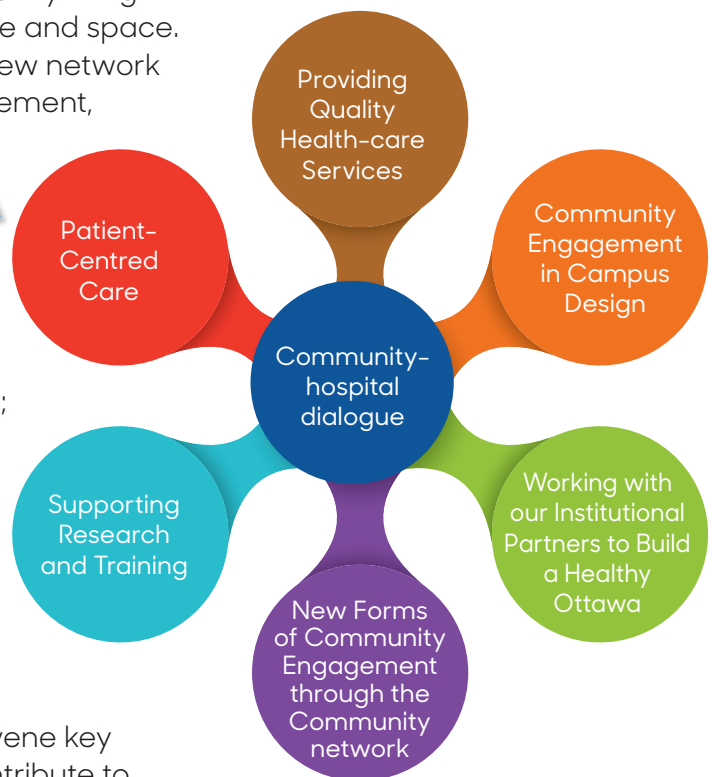 e and space.
ew network
ement,
Providing
Quality
Health-care
Services
Patient-
Centred
Care
Community
Engagement
in Campus
Design
Community-
hospital
dialogue
;
Supporting
Research
and Training
Working with
our Institutional
Partners to Build
a Healthy
Ottawa
New Forms
of Community
Engagement
through the
Community
network
vene key